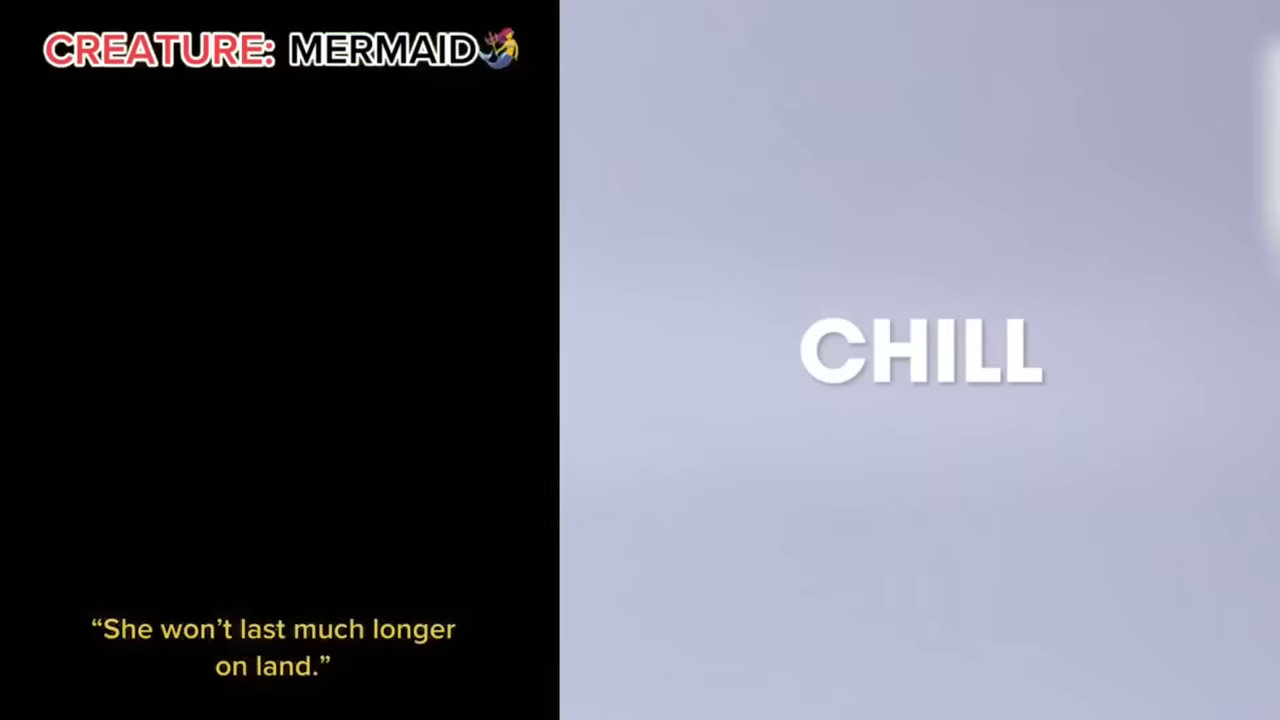 CREATURE: MERMAID🧜‍♀️
CHILL
“She won’t last much longer
on land.”